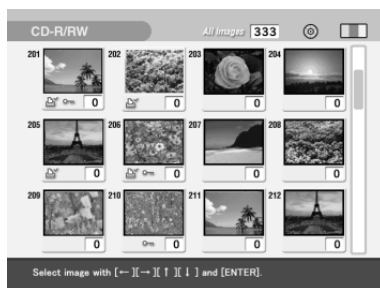 CD-R/RW All Images 333
201 202 203 204
0 0 0 0
205 206 207 208
0 0 0 0
209 210 211 212
0 0 0 0
Select image with [←][→][↑][↓] and [ENTER].